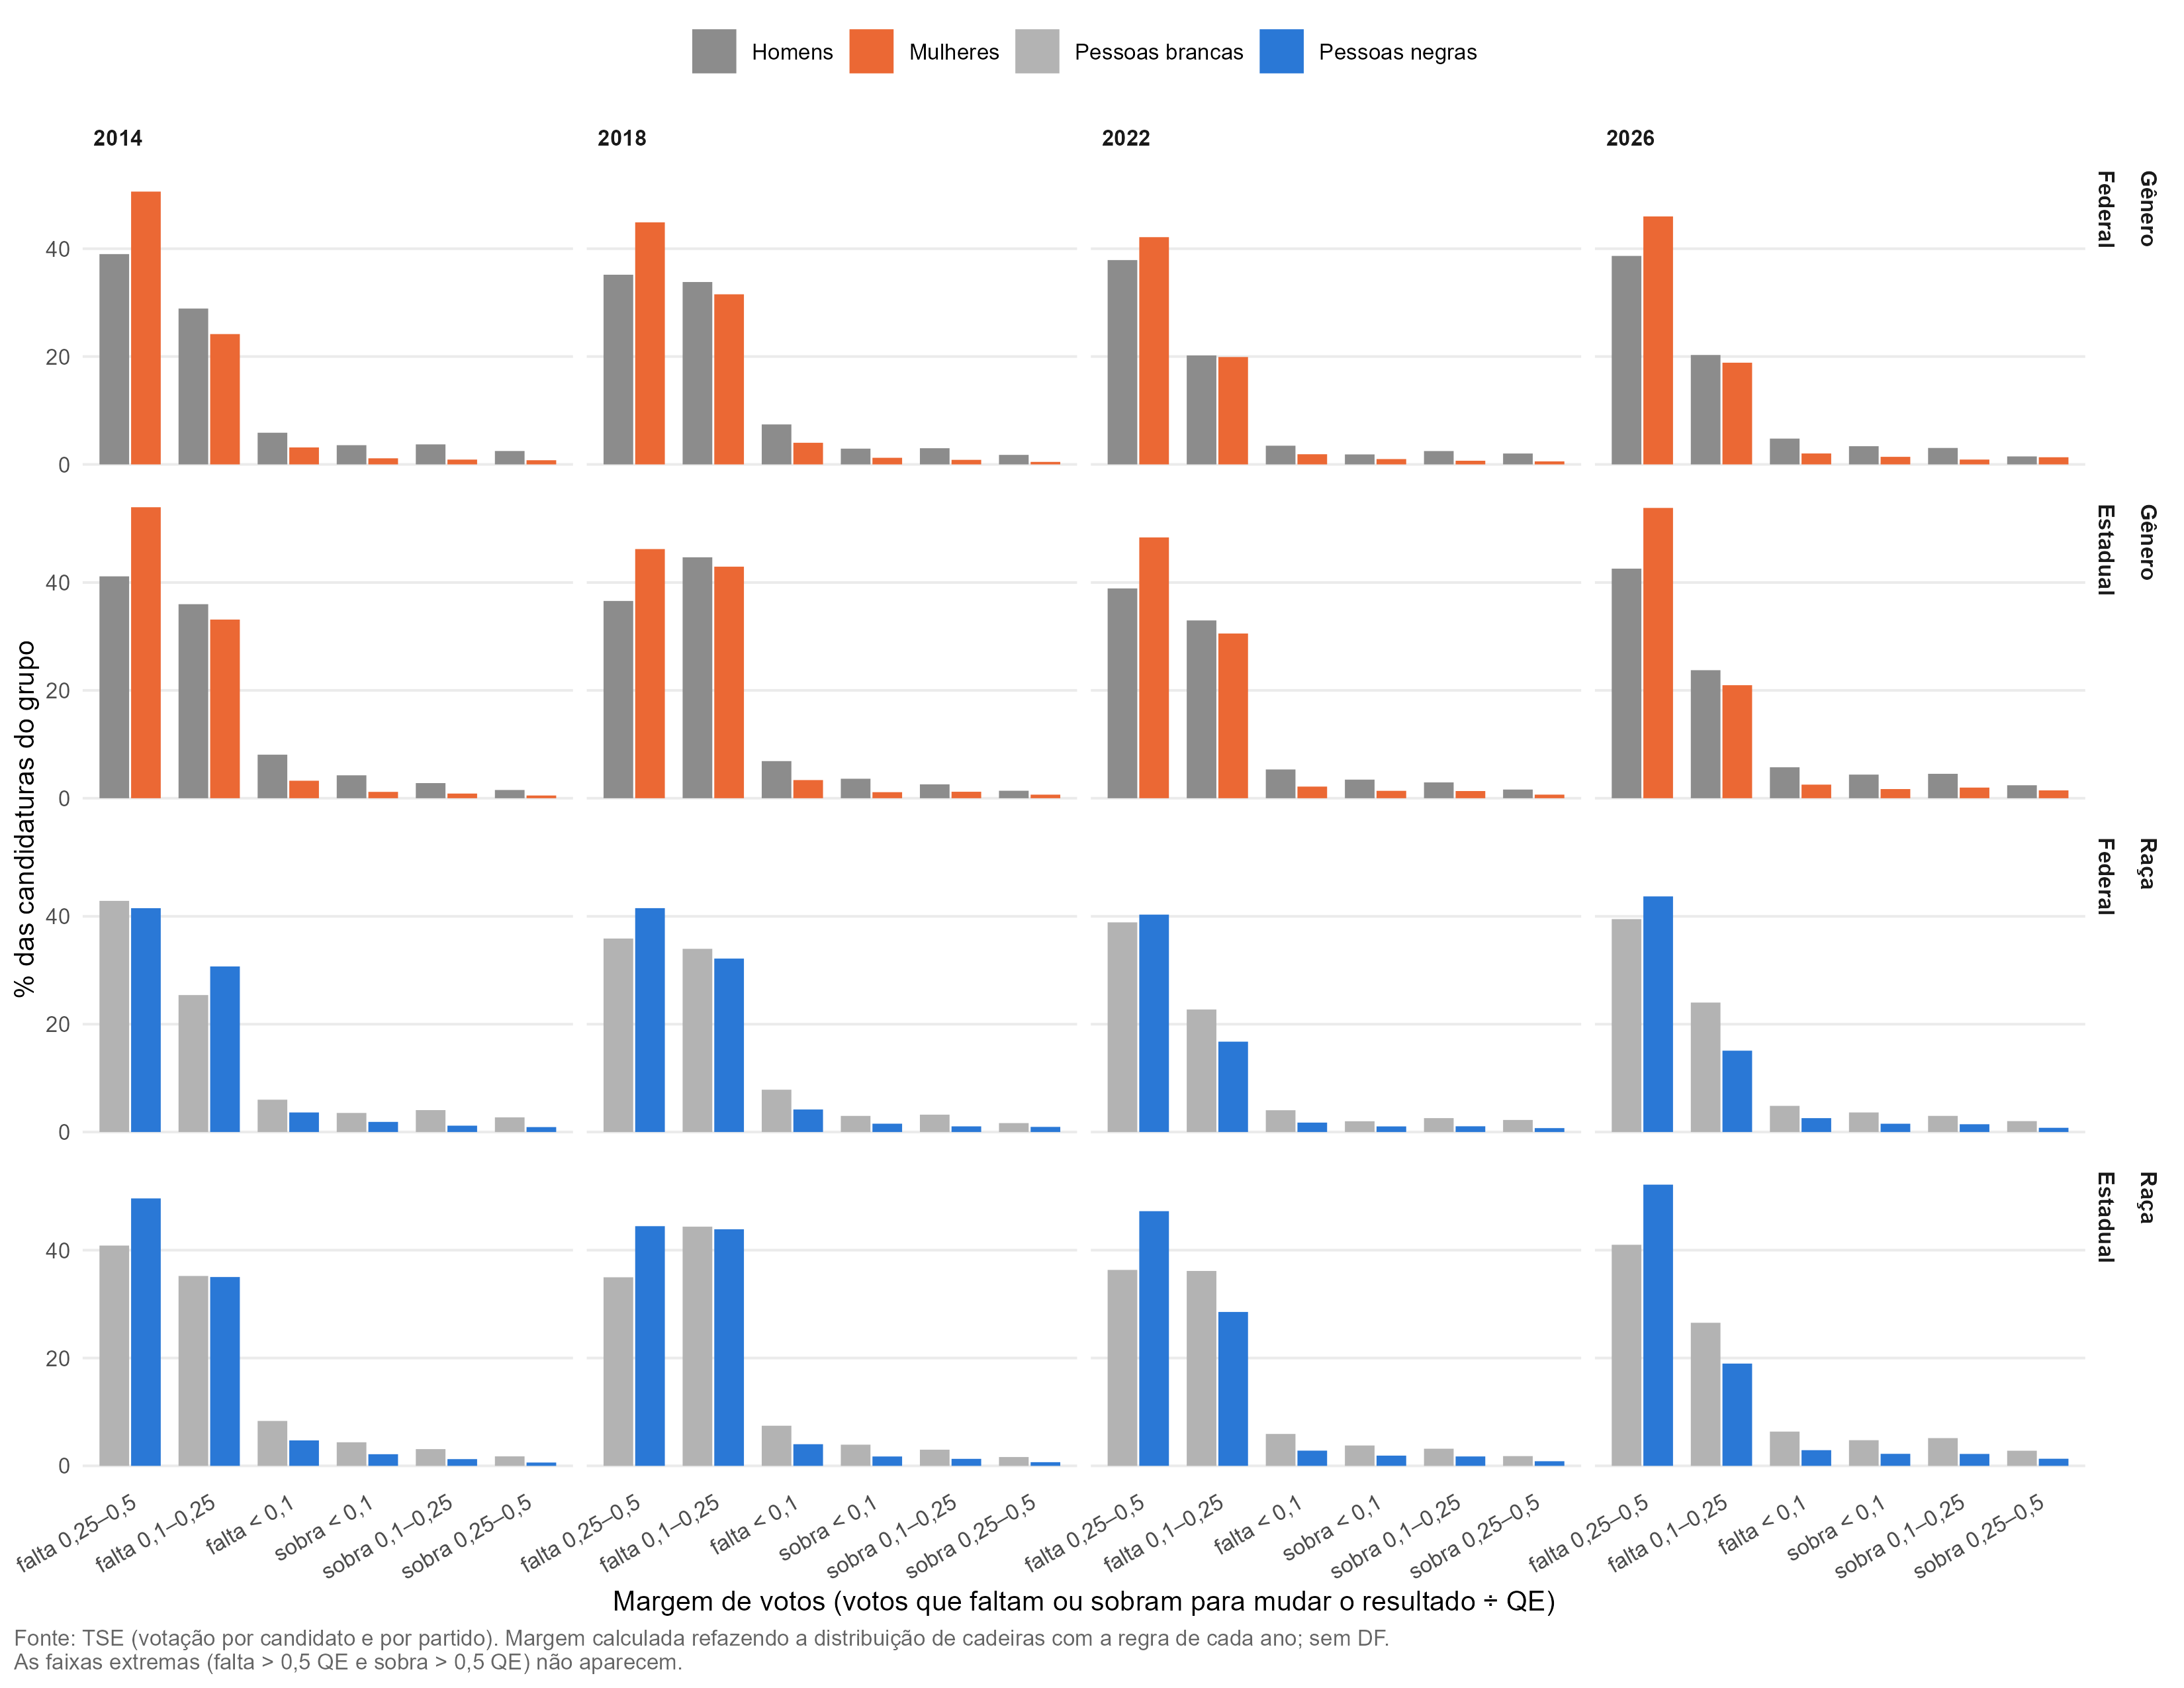 Homens Mulheres Pessoas brancas Pessoas negras
2014 2018 2022 2026
Gênero
Federal
40
20
0
Gênero
Estadual
40
20
0
Raça
Federal
40
20
0
Raça
Estadual
40
20
0
% das candidaturas do grupo
falta 0,25–0,5 falta 0,1–0,25 falta < 0,1 sobra < 0,1 sobra 0,1–0,25 sobra 0,25–0,5 falta 0,25–0,5 falta 0,1–0,25 falta < 0,1 sobra < 0,1 sobra 0,1–0,25 sobra 0,25–0,5 falta 0,25–0,5 falta 0,1–0,25 falta < 0,1 sobra < 0,1 sobra 0,1–0,25 sobra 0,25–0,5 falta 0,25–0,5 falta 0,1–0,25 falta < 0,1 sobra < 0,1 sobra 0,1–0,25 sobra 0,25–0,5
Margem de votos (votos que faltam ou sobram para mudar o resultado ÷ QE)
Fonte: TSE (votação por candidato e por partido). Margem calculada refazendo a distribuição de cadeiras com a regra de cada ano; sem DF.
As faixas extremas (falta > 0,5 QE e sobra > 0,5 QE) não aparecem.